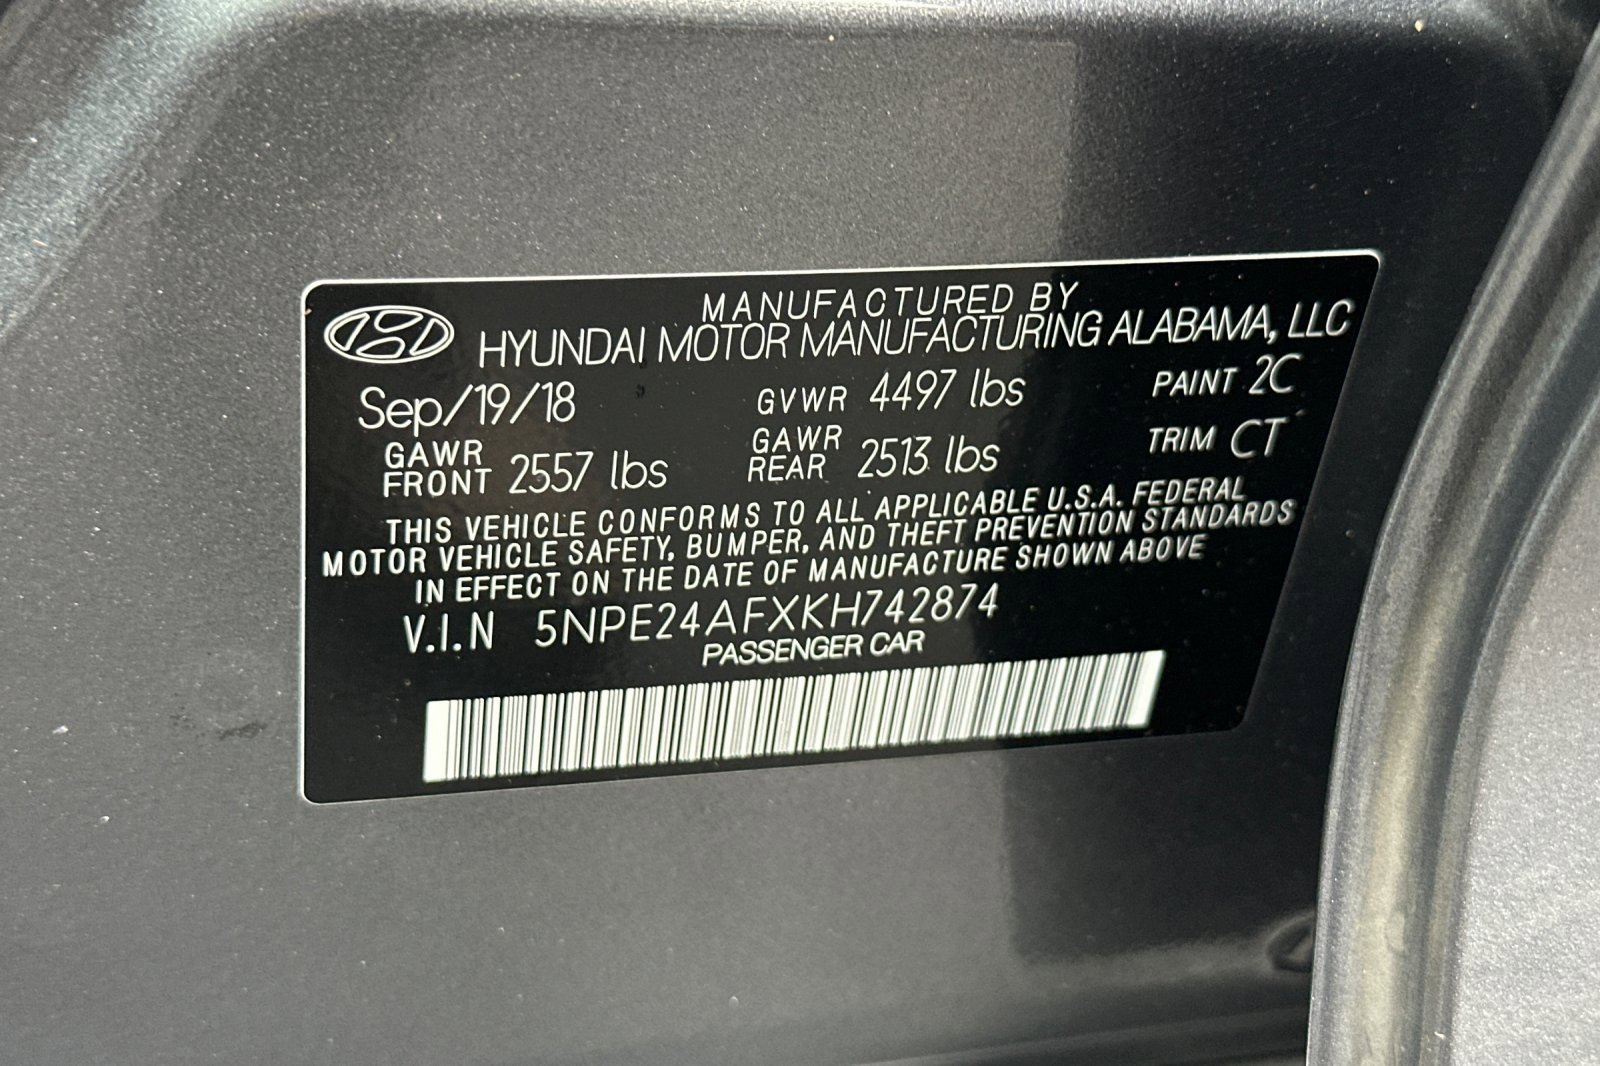 MANUFACTURED BY
HYUNDAI MOTOR MANUFACTURING ALABAMA, LLC
Sep/19/18 GVWR 4497 lbs PAINT 2C
GAWR FRONT 2557 lbs GAWR REAR 2513 lbs TRIM CT
THIS VEHICLE CONFORMS TO ALL APPLICABLE U.S.A. FEDERAL
MOTOR VEHICLE SAFETY, BUMPER, AND THEFT PREVENTION STANDARDS
IN EFFECT ON THE DATE OF MANUFACTURE SHOWN ABOVE
V.I.N 5NPE24AFXKH742874
PASSENGER CAR